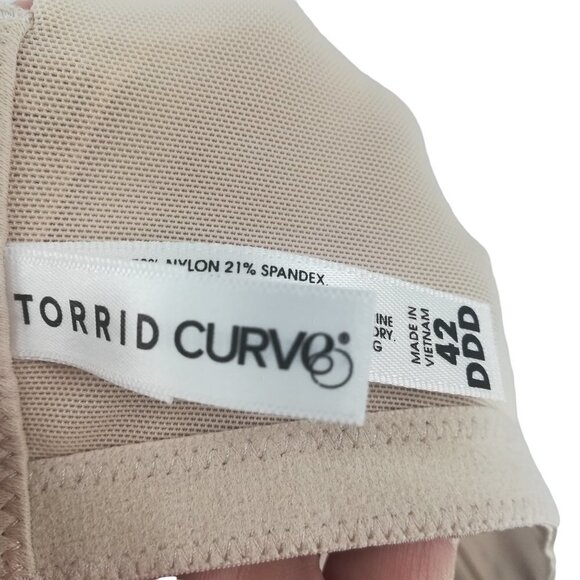 NYLON 21% SPANDEX
TORRID CURVE
MADE IN
VIETNAM
42
DDD